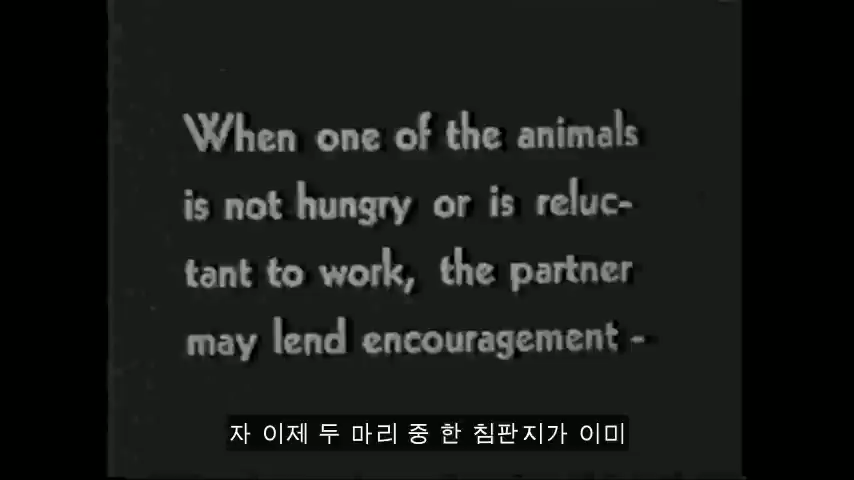 When one of the animals
is not hungry or is reluc-
tant to work, the partner
may lend encouragement -
자 이제 두 마리 중 한 침판지가 이미